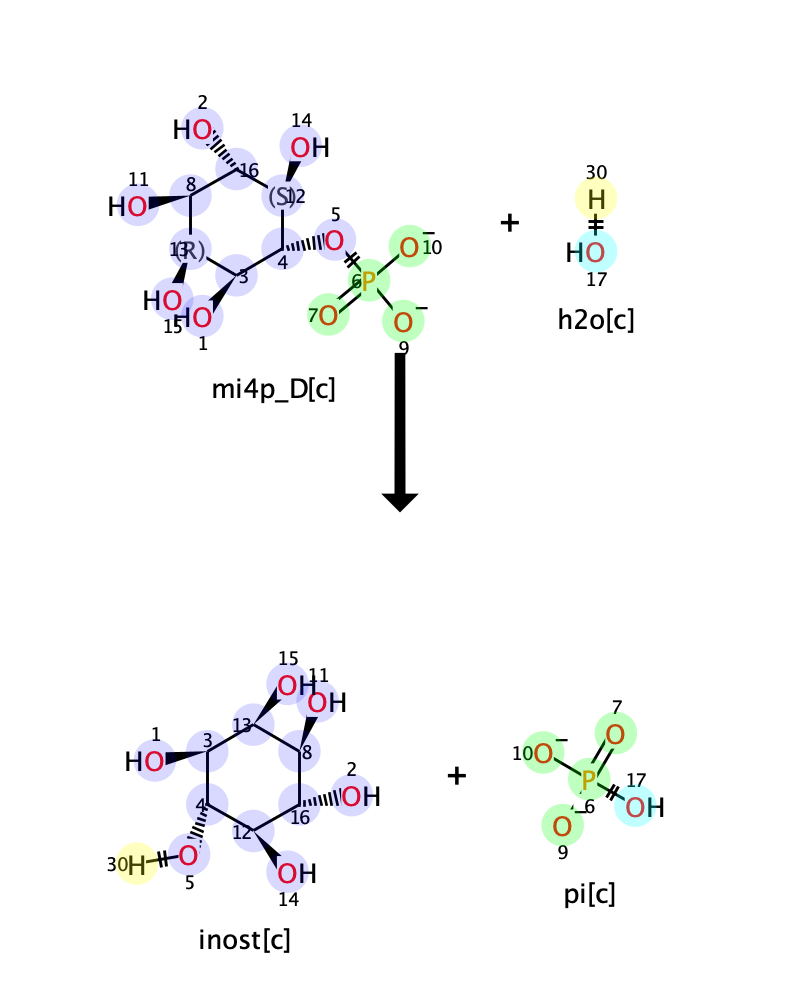 2
14
HO
OH
16
30
8
H
11
(S)
12
HO
5
+
O
−
O
10
HO
13
(R)
4
17
3
6
P
HO
7
O
O
−
h2o[c]
15
HO
1
9
mi4p_D[c]
15
OH
11
OH
7
13
1
3
8
10
O
−
O
HO
2
+
P
17
4
16
OH
6
OH
12
O
−
30
H
O
9
5
OH
14
pi[c]
inost[c]